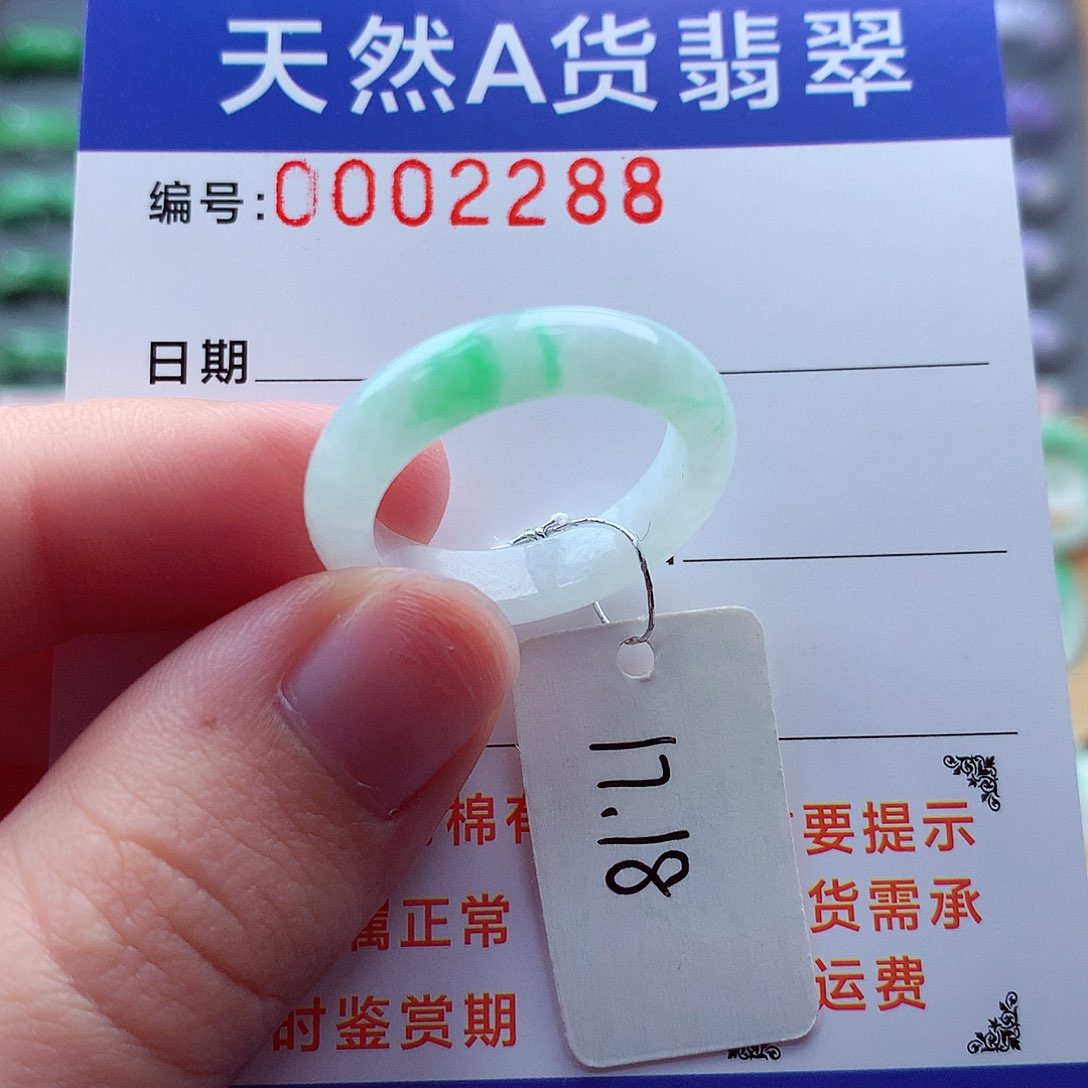 天然A货翡翠
编号:0002288
日期
17.18
棉有 要提示
属正常 货需承
时鉴赏期 运费